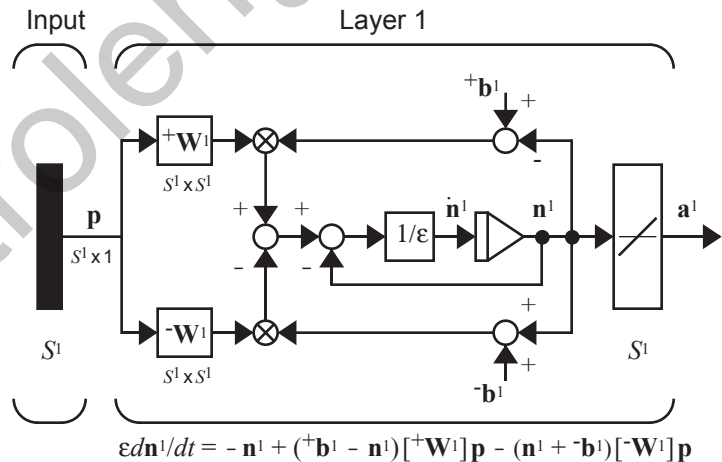 Input Layer 1
⁺b¹
+
-
⁺W¹
S¹ x S¹
p
S¹ x 1
+
-
+
-
1/ε
ṅ¹
n¹
a¹
⁻W¹
S¹ x S¹
+
+
⁻b¹
S¹
S¹
εdn¹/dt = - n¹ + (⁺b¹ - n¹)[⁺W¹]p - (n¹ + ⁻b¹)[⁻W¹]p